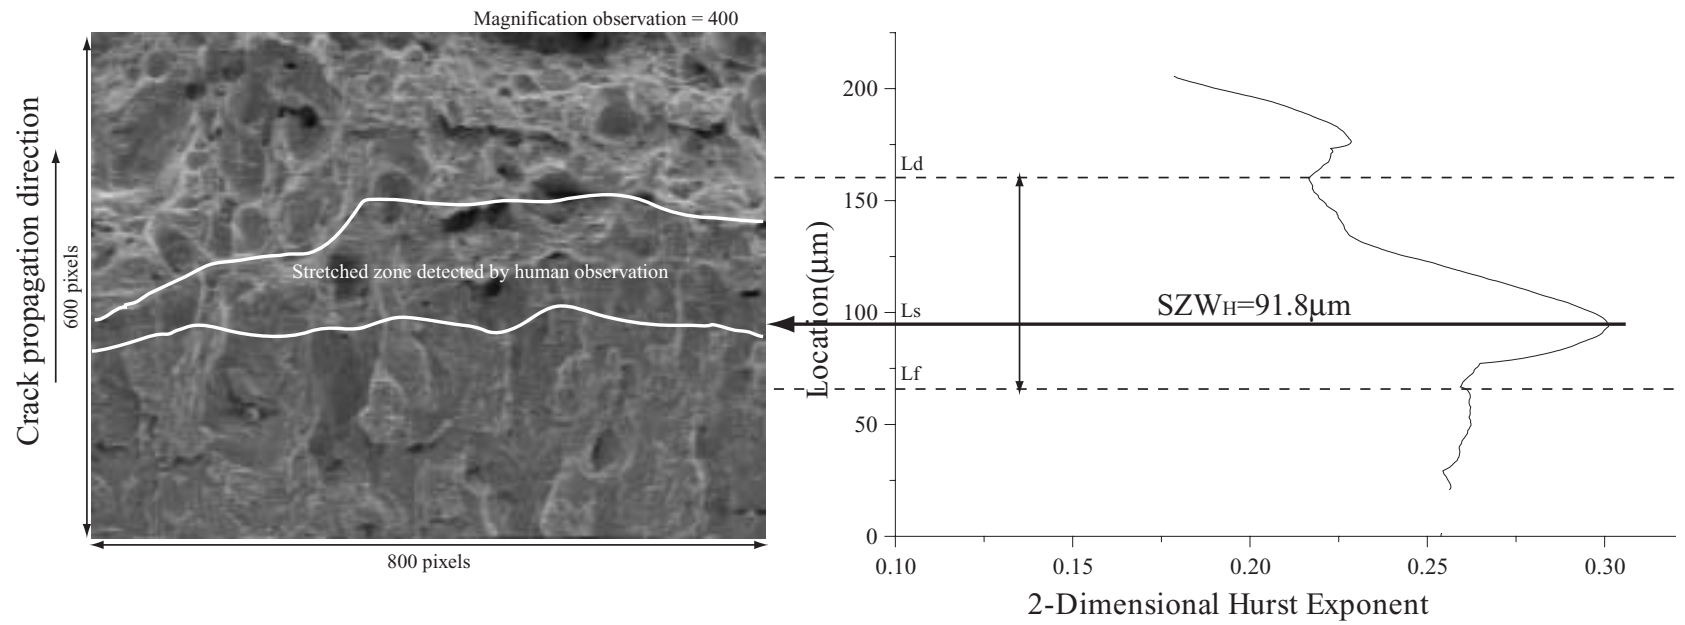 Magnification observation = 400
Crack propagation direction
600 pixels
Stretched zone detected by human observation
800 pixels
Location(μm)
200
150
100
50
0
Ld
Ls
Lf
SZWH=91.8μm
0.10
0.15
0.20
0.25
0.30
2-Dimensional Hurst Exponent